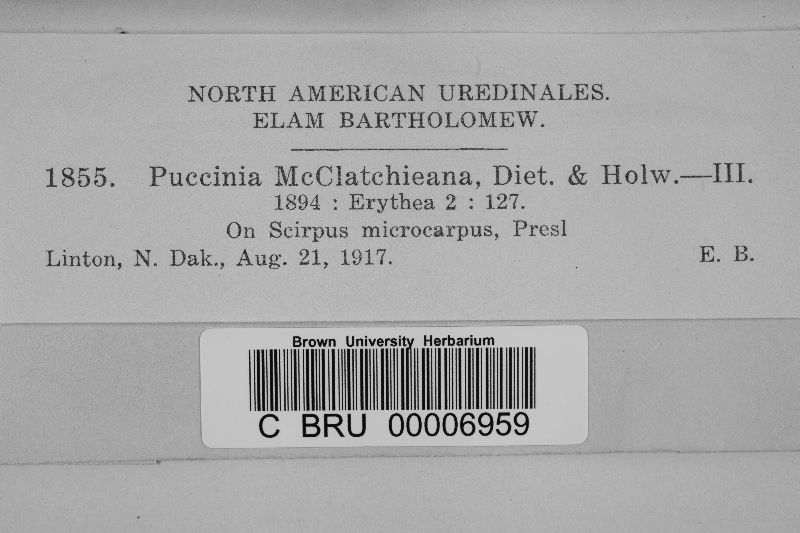 NORTH AMERICAN UREDINALES.
ELAM BARTHOLOMEW.
1855. Puccinia McClatchieana, Diet. & Holw.—III.
1894 : Erythea 2 : 127.
On Scirpus microcarpus, Presl
Linton, N. Dak., Aug. 21, 1917. E. B.
Brown University Herbarium
C BRU 00006959